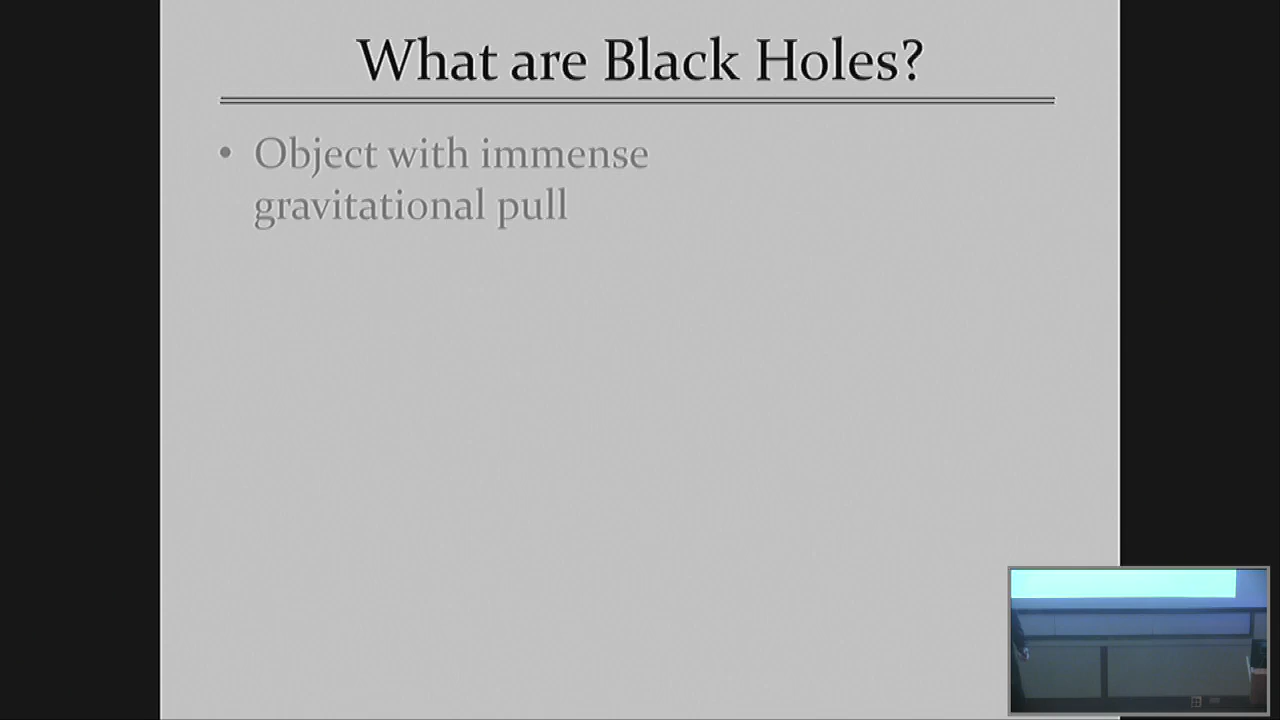 What are Black Holes?
• Object with immense
gravitational pull